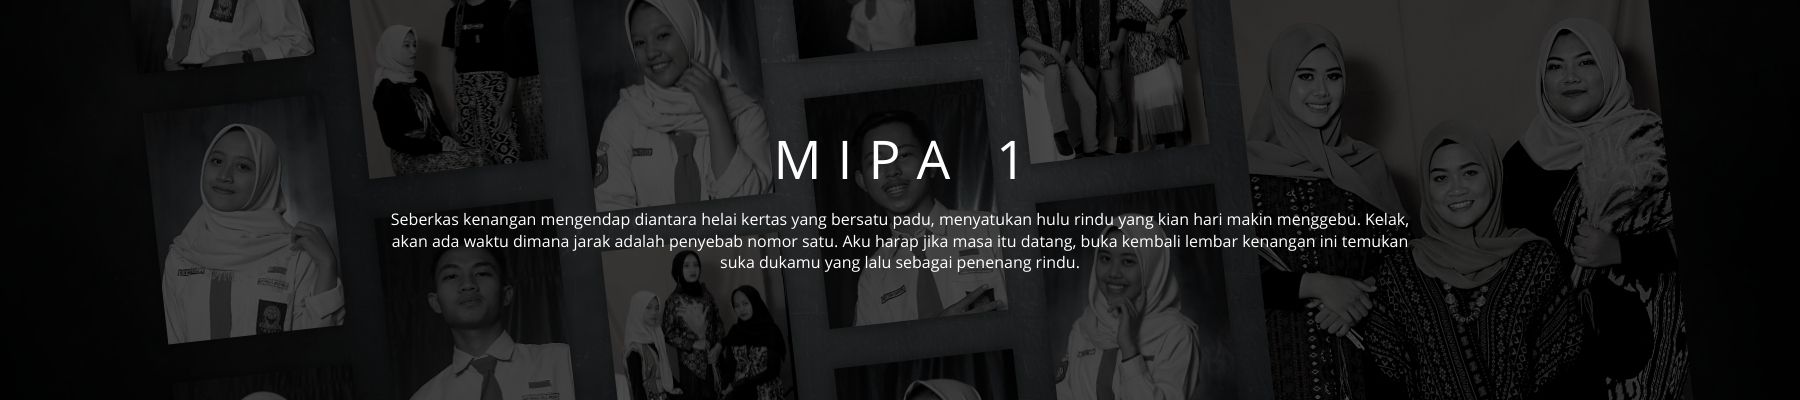 MIPA 1
Seberkas kenangan mengendap diantara helai kertas yang bersatu padu, menyatukan hulu rindu yang kian hari makin menggebu. Kelak,
akan ada waktu dimana jarak adalah penyebab nomor satu. Aku harap jika masa itu datang, buka kembali lembar kenangan ini temukan
suka dukamu yang lalu sebagai penenang rindu.